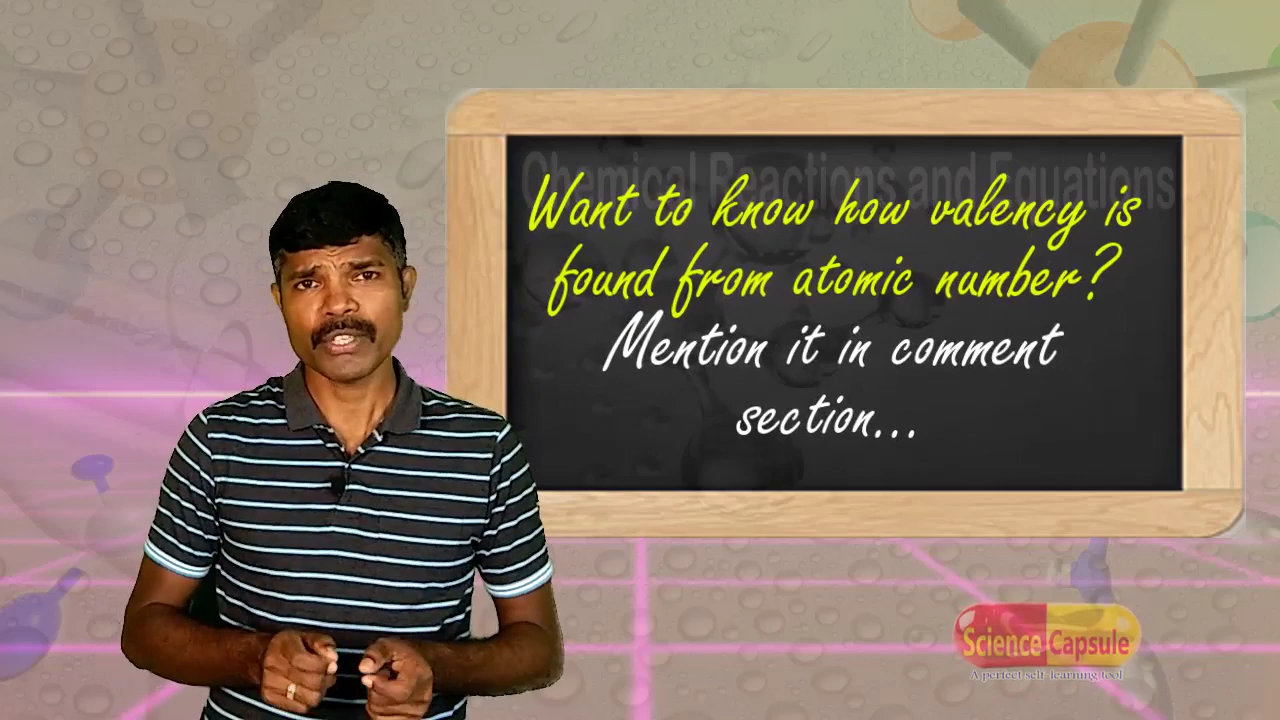 Chemical Reactions and Equations
Want to know how valency is
found from atomic number?
Mention it in comment
section...
Science Capsule
A perfect self learning tool